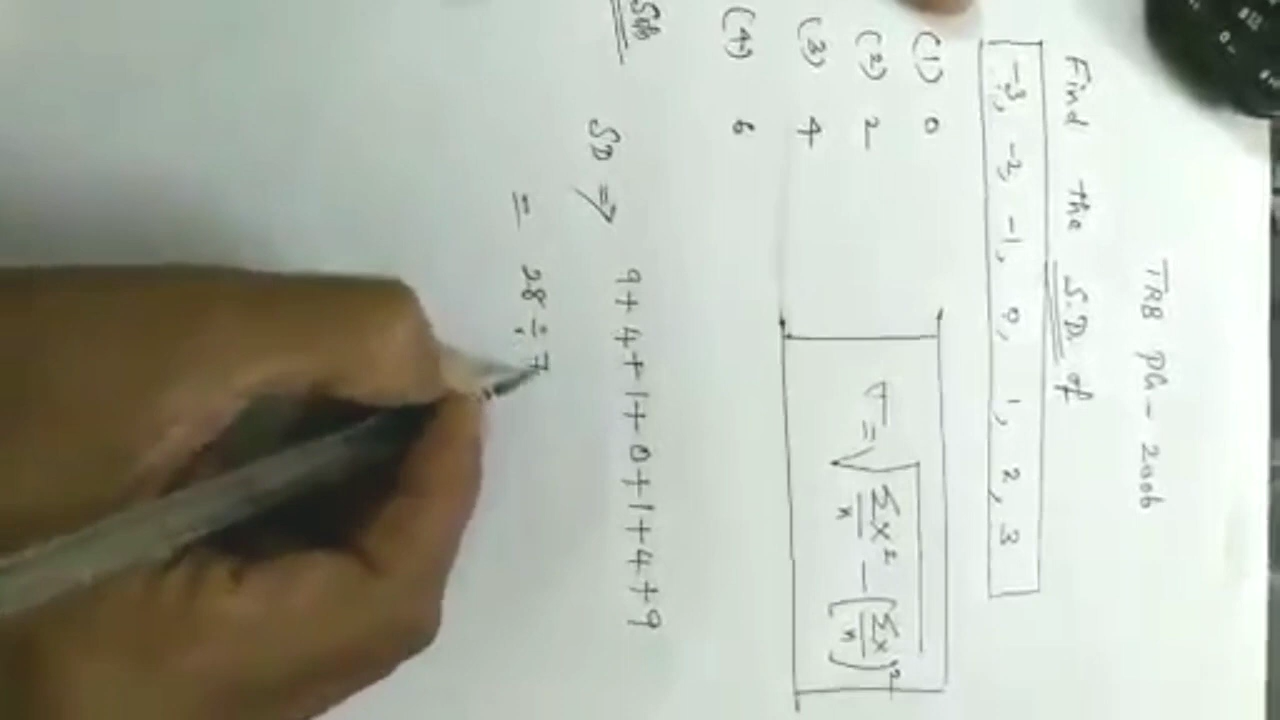 TRB PG - 2006
Find the S.D. of
-3, -2, -1, 0, 1, 2, 3
(1) 0
(2) 2
(3) 4
(4) 6
σ = √ Σx²/n - (Σx/n)²
Soln
SD ⇒ 9+4+1+0+1+4+9
= 28 ÷ 7